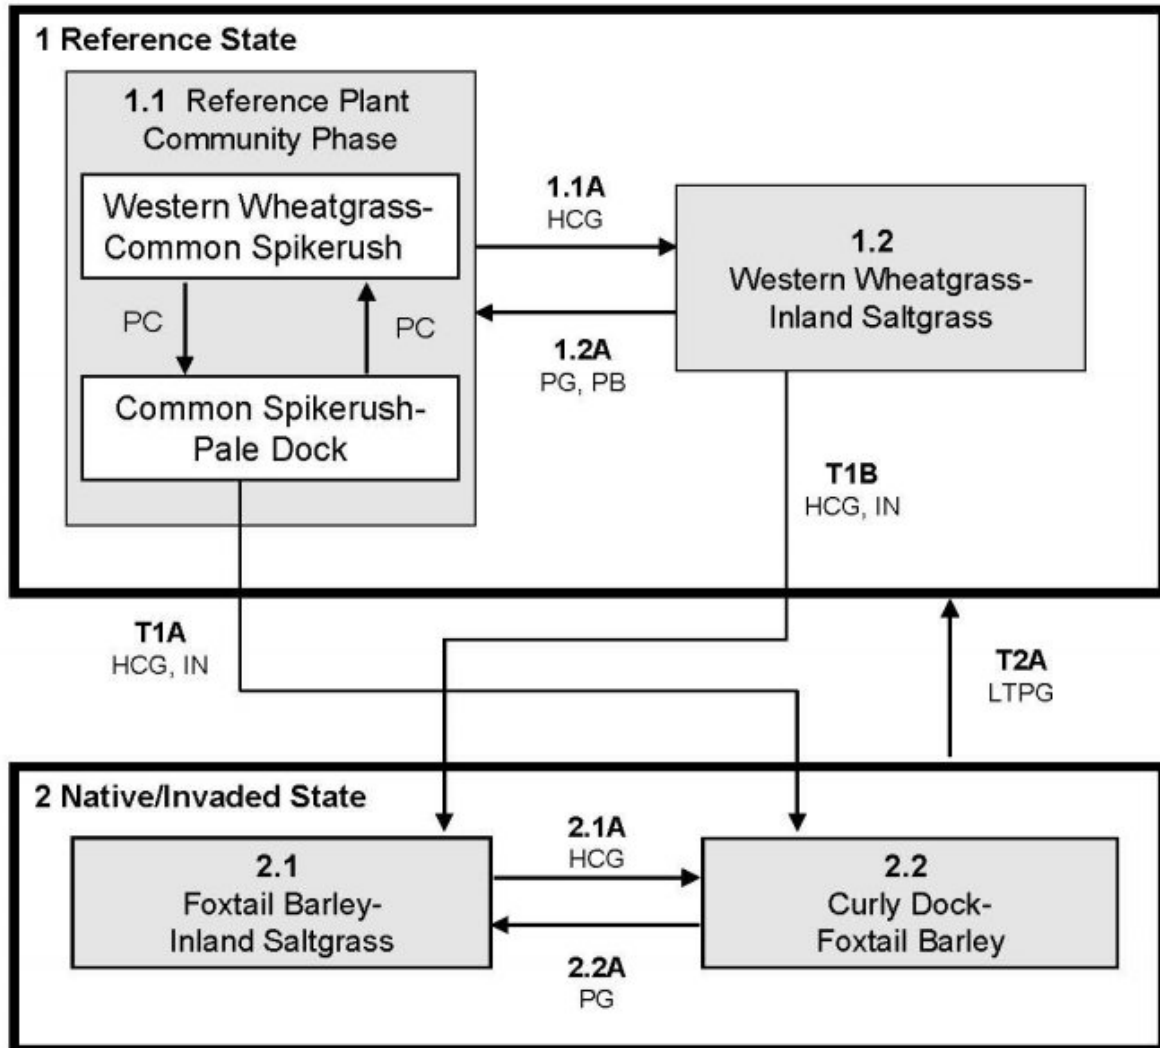 1 Reference State
1.1 Reference Plant
Community Phase
Western Wheatgrass-
Common Spikerush
PC
PC
Common Spikerush-
Pale Dock
1.1A
HCG
1.2A
PG, PB
1.2
Western Wheatgrass-
Inland Saltgrass
T1B
HCG, IN
T1A
HCG, IN
T2A
LTPG
2 Native/Invaded State
2.1
Foxtail Barley-
Inland Saltgrass
2.1A
HCG
2.2A
PG
2.2
Curly Dock-
Foxtail Barley